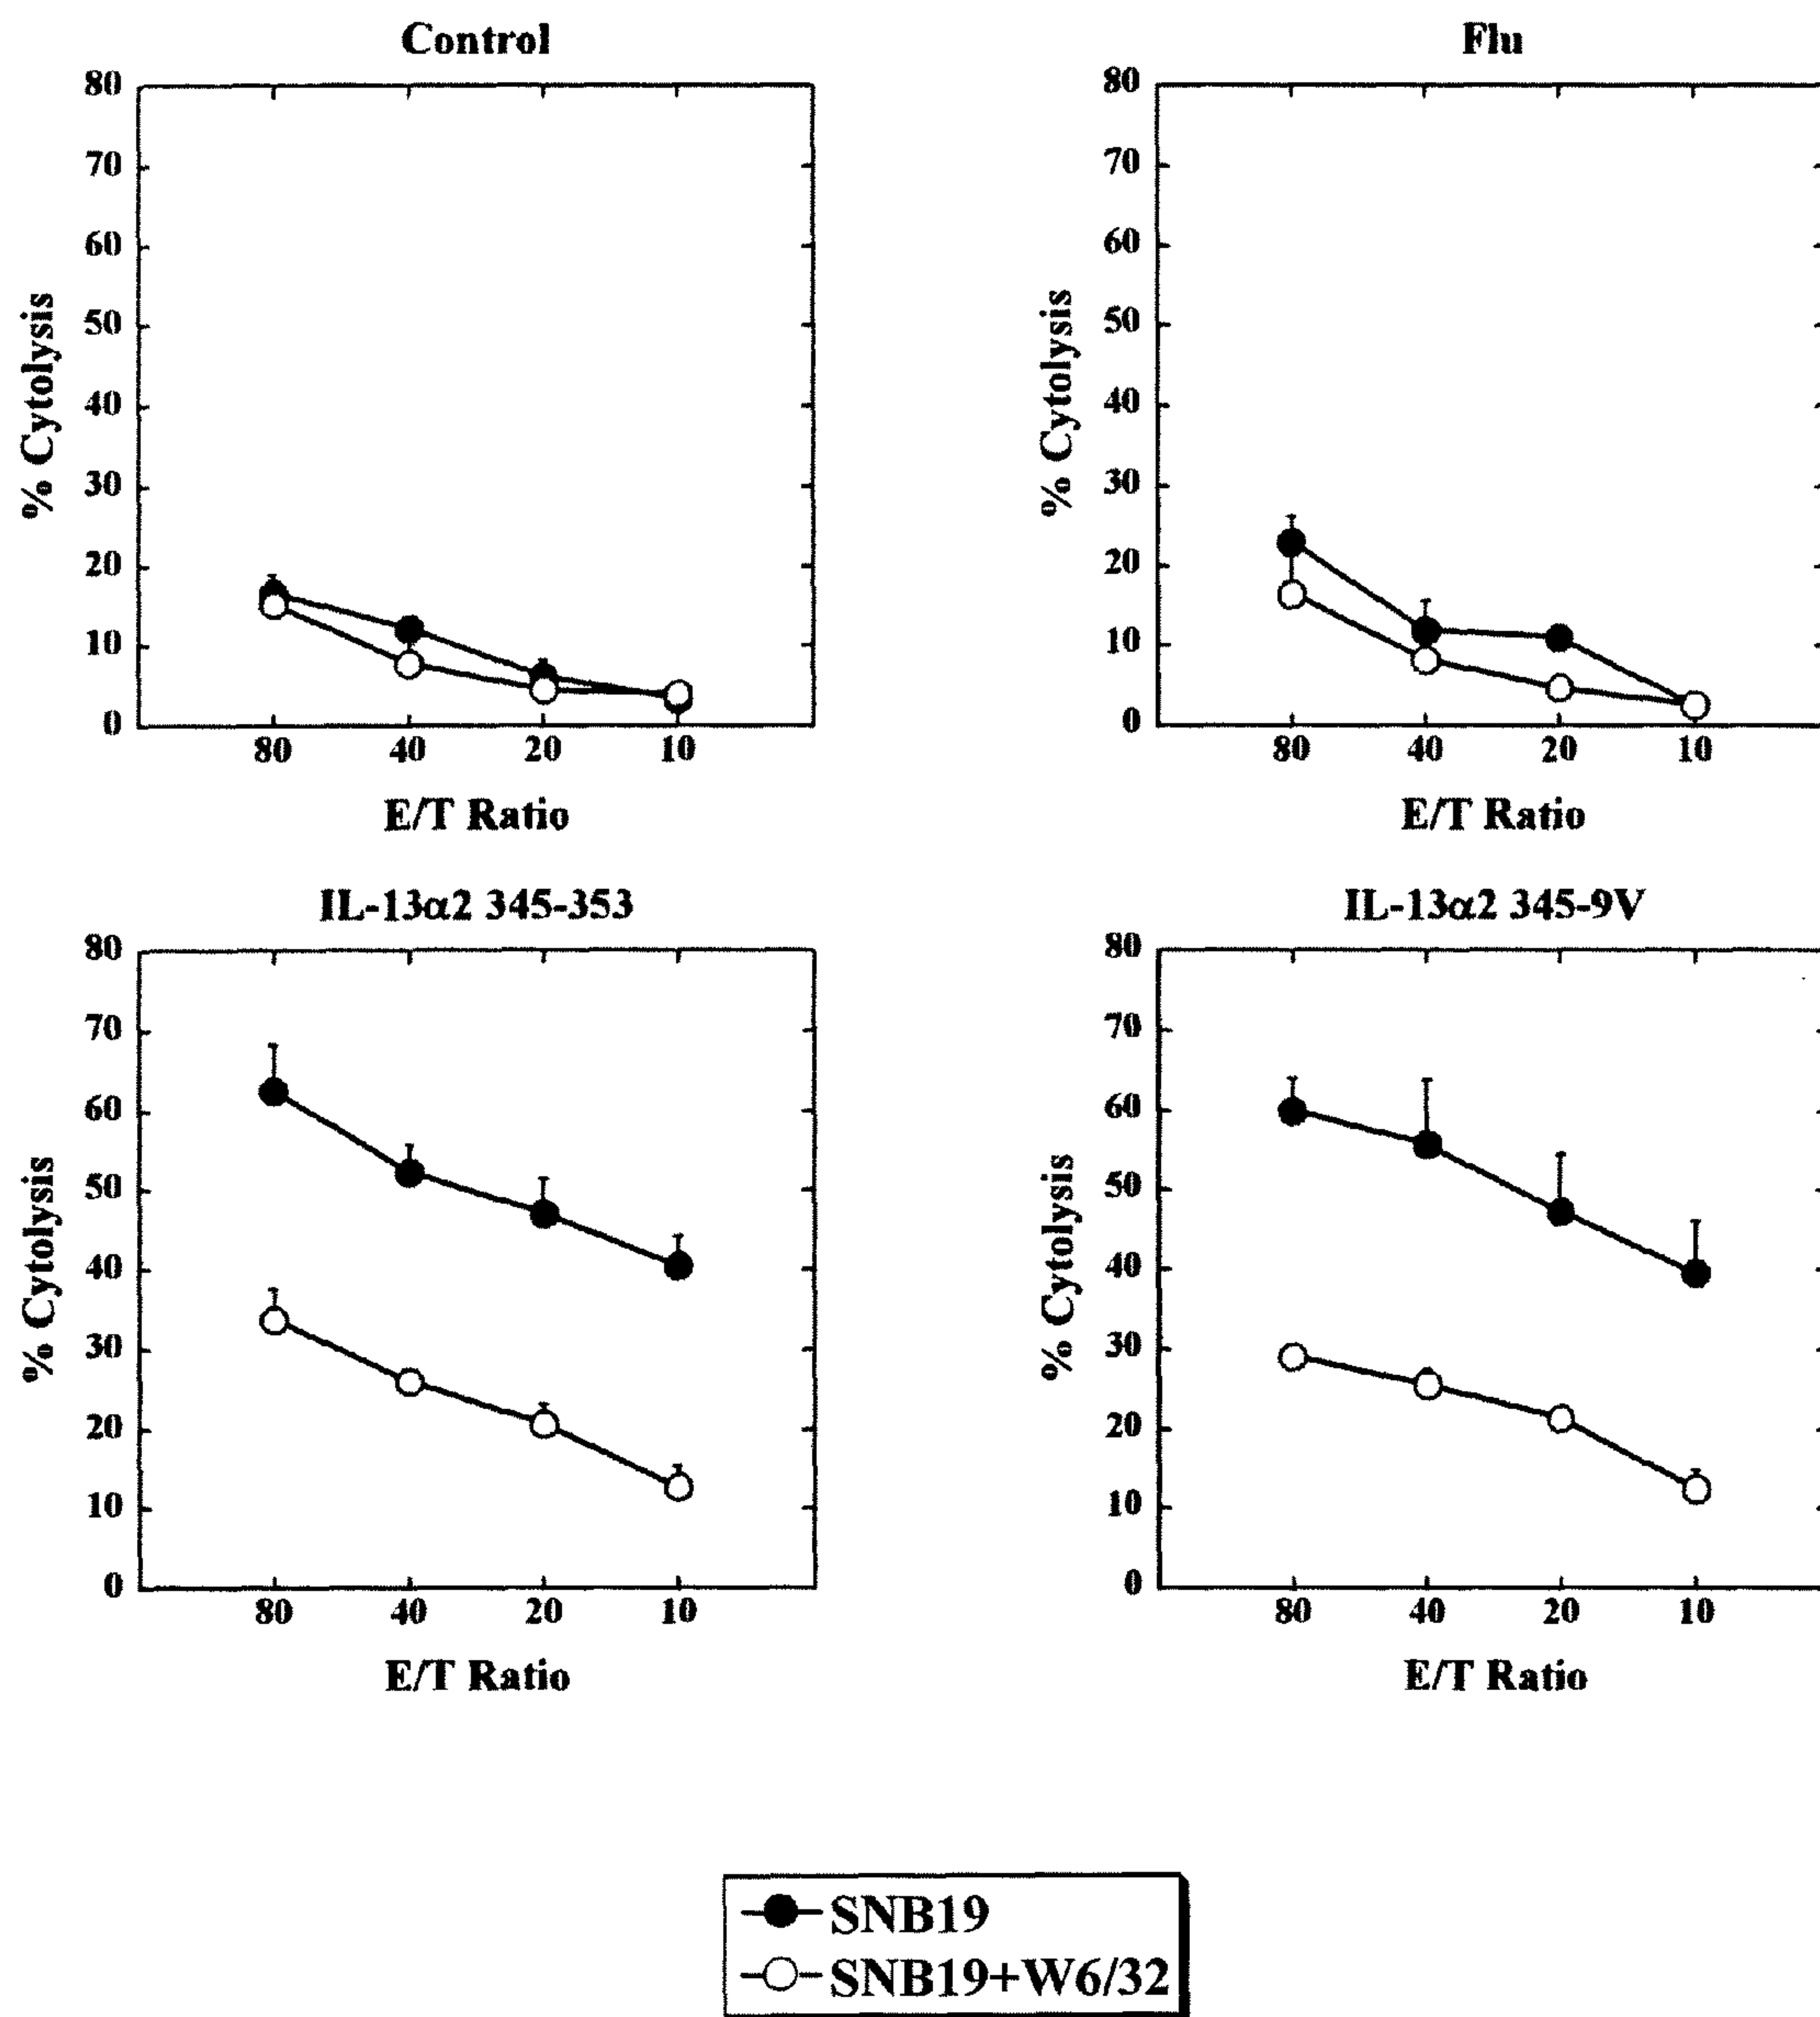 Control
80
70
60
50
40
30
20
10
0
% Cytolysis
80 40 20 10
E/T Ratio
Flu
80
70
60
50
40
30
20
10
0
% Cytolysis
80 40 20 10
E/T Ratio
IL-13α2 345-353
80
70
60
50
40
30
20
10
0
% Cytolysis
80 40 20 10
E/T Ratio
IL-13α2 345-9V
80
70
60
50
40
30
20
10
0
% Cytolysis
80 40 20 10
E/T Ratio
SNB19
SNB19+W6/32